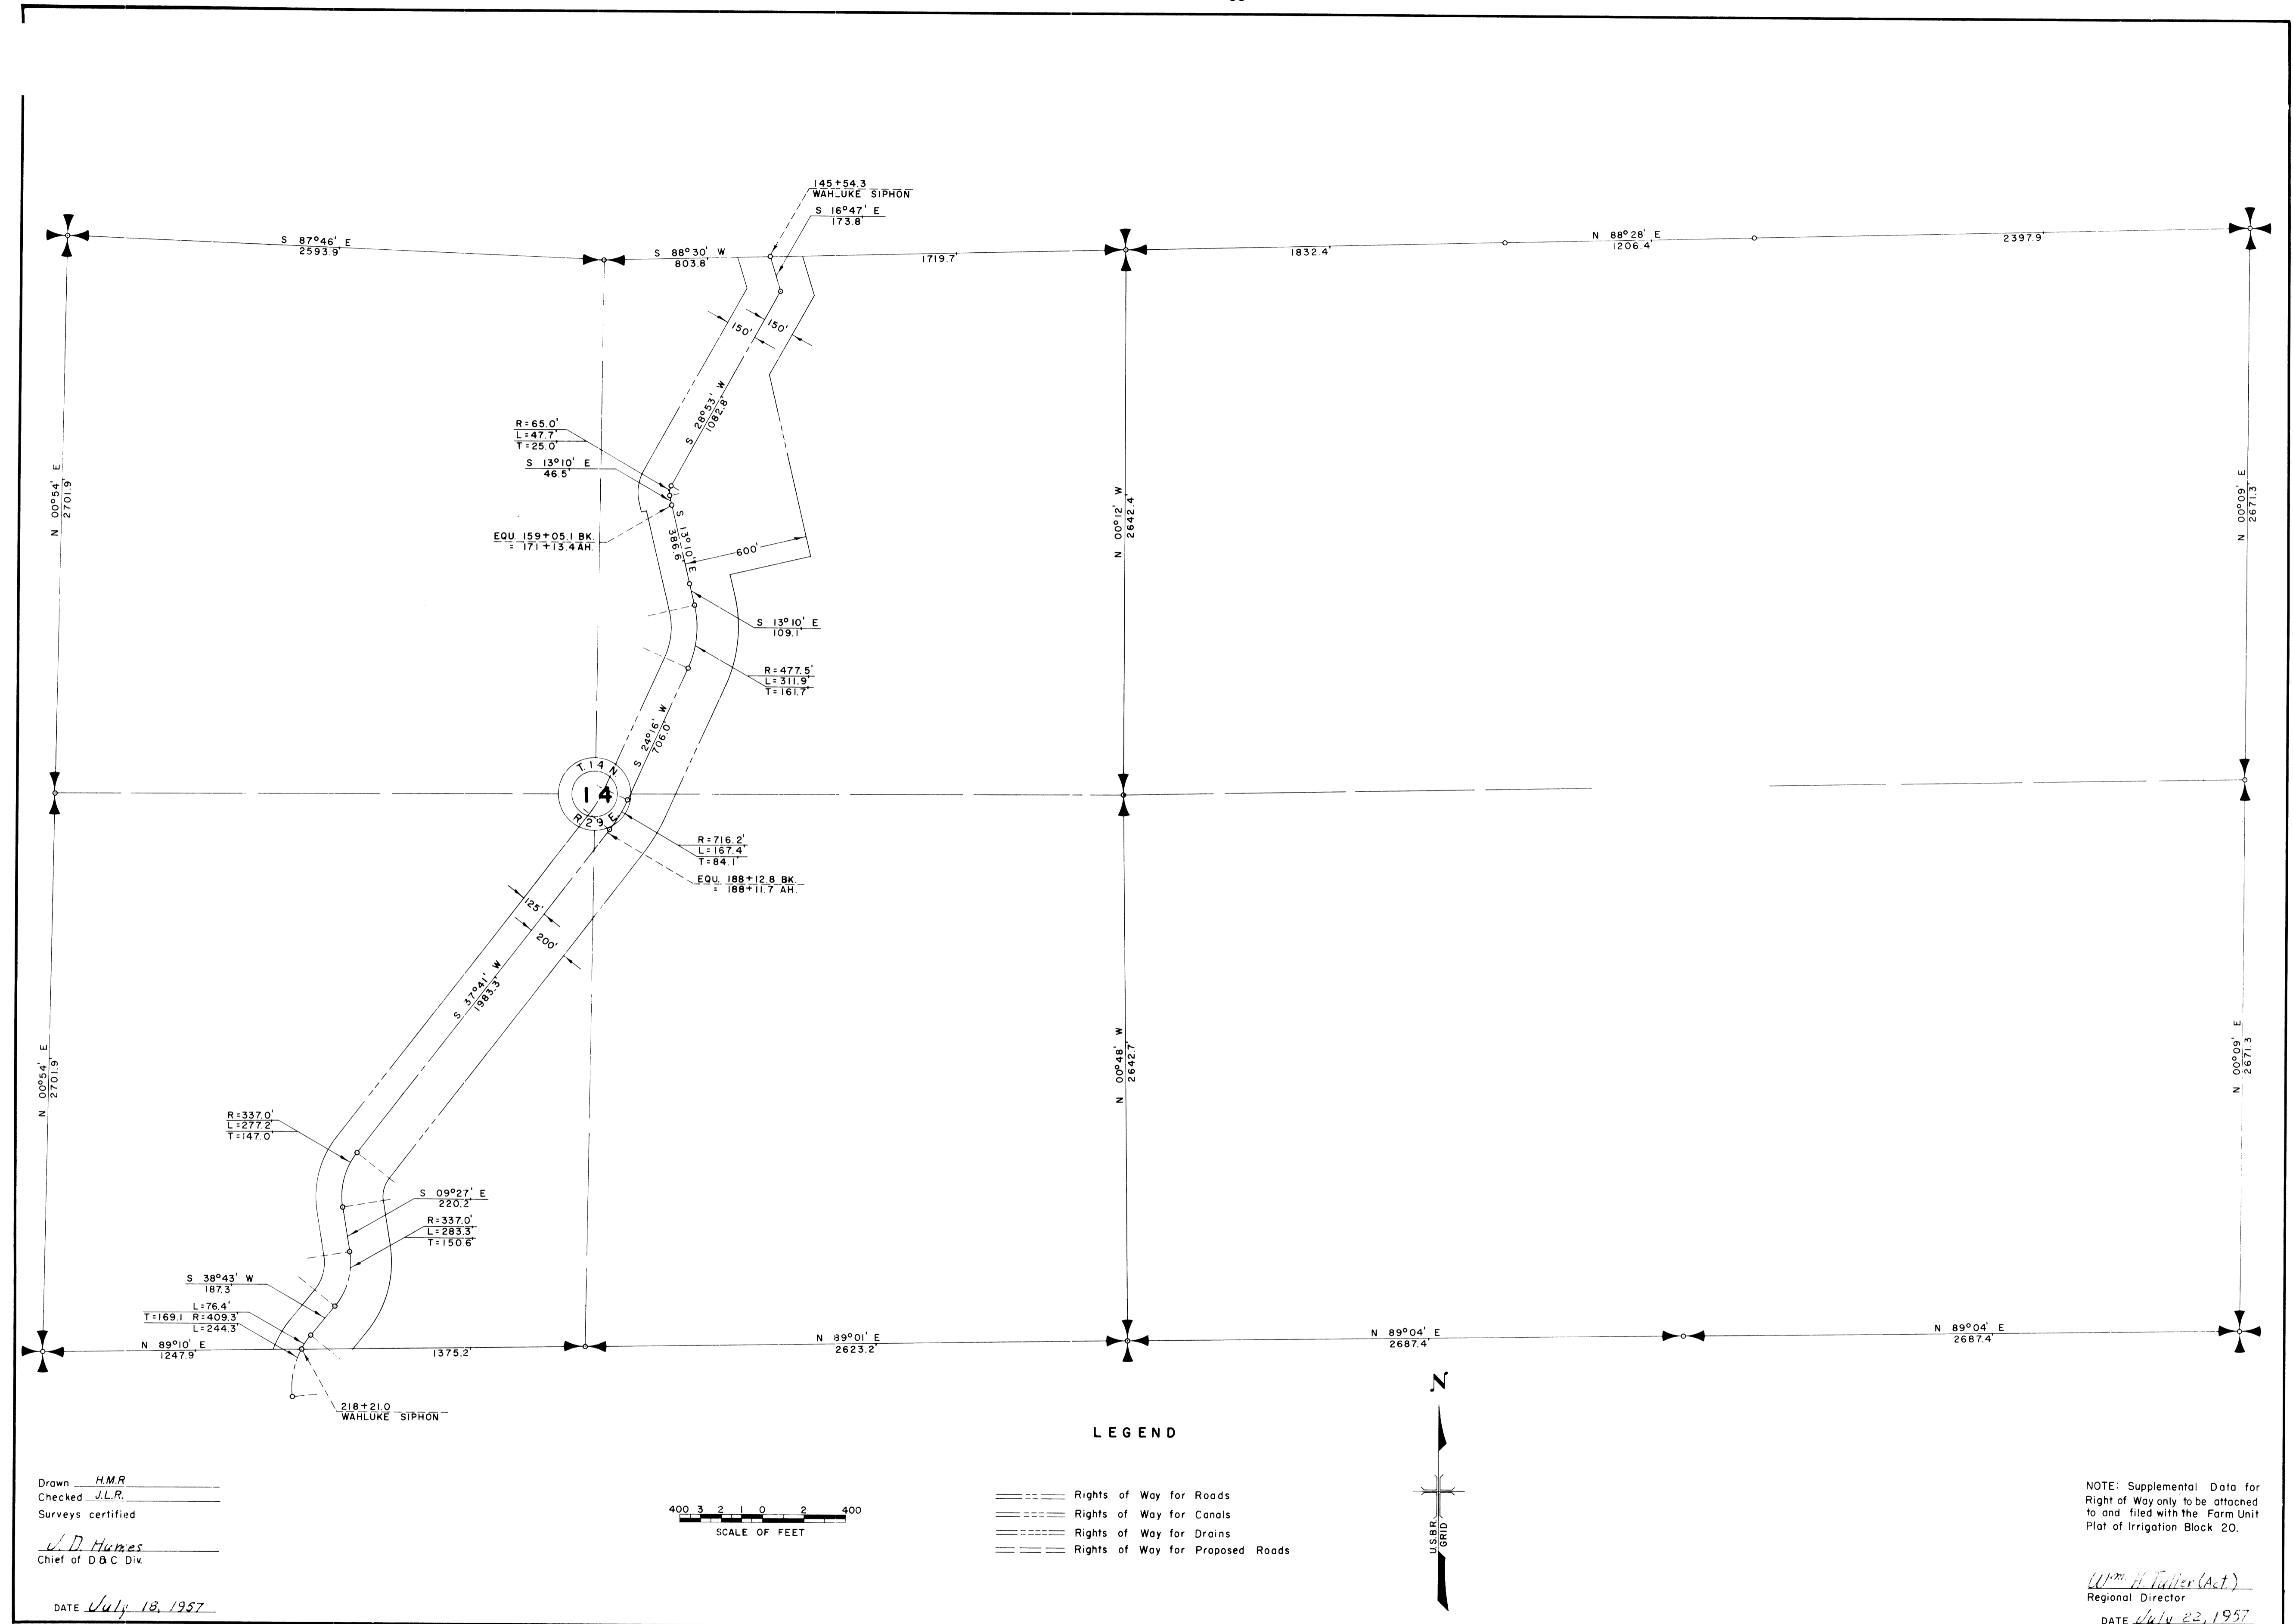 145+54.3
WAHLUKE SIPHON
S 16°47' E
173.8'
S 87°46' E
2593.9'
S 88°30' W
803.8'
1719.7'
1832.4'
N 88°28' E
1206.4'
2397.9'
150'
150'
S 28°53' W
1082.8'
R=65.0'
L=47.7'
T=25.0'
S 13°10' E
46.5'
EQU. 159+05.1 BK.
= 171+13.4 AH.
S 13°10' E
386.6'
600'
N 00°54' E
2701.9'
N 00°12' W
2642.4'
N 00°09' E
2671.3'
S 13°10' E
109.1'
R=477.5'
L=311.9'
T=161.7'
S 24°16' W
706.0'
T. 14 N
14
R 29 E
R=716.2'
L=167.4'
T=84.1'
EQU. 188+12.8 BK.
= 188+11.7 AH.
125'
200'
S 37°41' W
1983.3'
N 00°54' E
2701.9'
N 00°48' W
2642.7'
N 00°09' E
2671.3
R=337.0'
L=277.2'
T=147.0'
S 09°27' E
220.2'
R=337.0'
L=283.3'
T=150.6'
S 38°43' W
187.3'
L=76.4'
T=169.1 R=409.3'
L=244.3'
N 89°10' E
1247.9'
1375.2'
N 89°01' E
2623.2'
N 89°04' E
2687.4'
N 89°04' E
2687.4'
218+21.0
WAHLUKE SIPHON
LEGEND
Rights of Way for Roads
Rights of Way for Canals
Rights of Way for Drains
Rights of Way for Proposed Roads
N
U.S.B.R.
GRID
400 3 2 1 0 2 400
SCALE OF FEET
Drawn H.M.R
Checked J.L.R.
Surveys certified
J. D. Humes
Chief of D & C Div.
DATE July 18, 1957
NOTE: Supplemental Data for
Right of Way only to be attached
to and filed with the Farm Unit
Plat of Irrigation Block 20.
Wm. H. (Act.)
Regional Director
DATE July 22, 1957